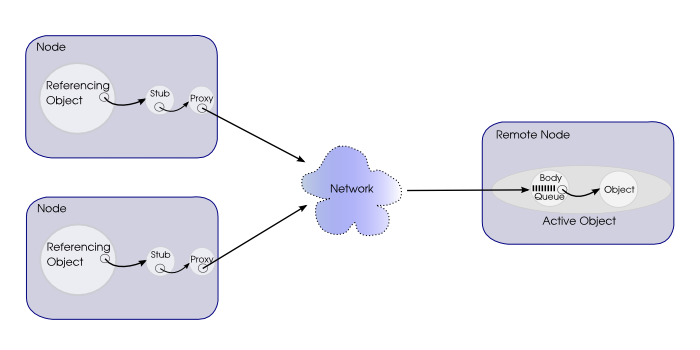 Node
Referencing
Object
Stub
Proxy
Node
Referencing
Object
Stub
Proxy
Network
Remote Node
Body
Queue
Object
Active Object